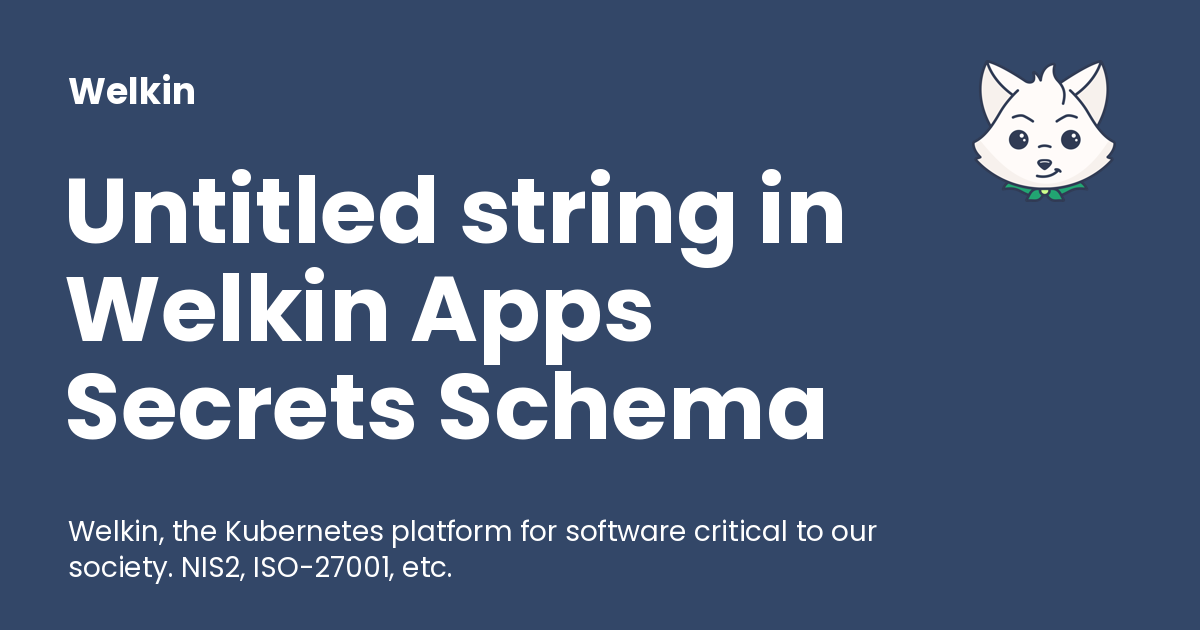 Welkin
Untitled string in
Welkin Apps
Secrets Schema
Welkin, the Kubernetes platform for software critical to our
society. NIS2, ISO-27001, etc.